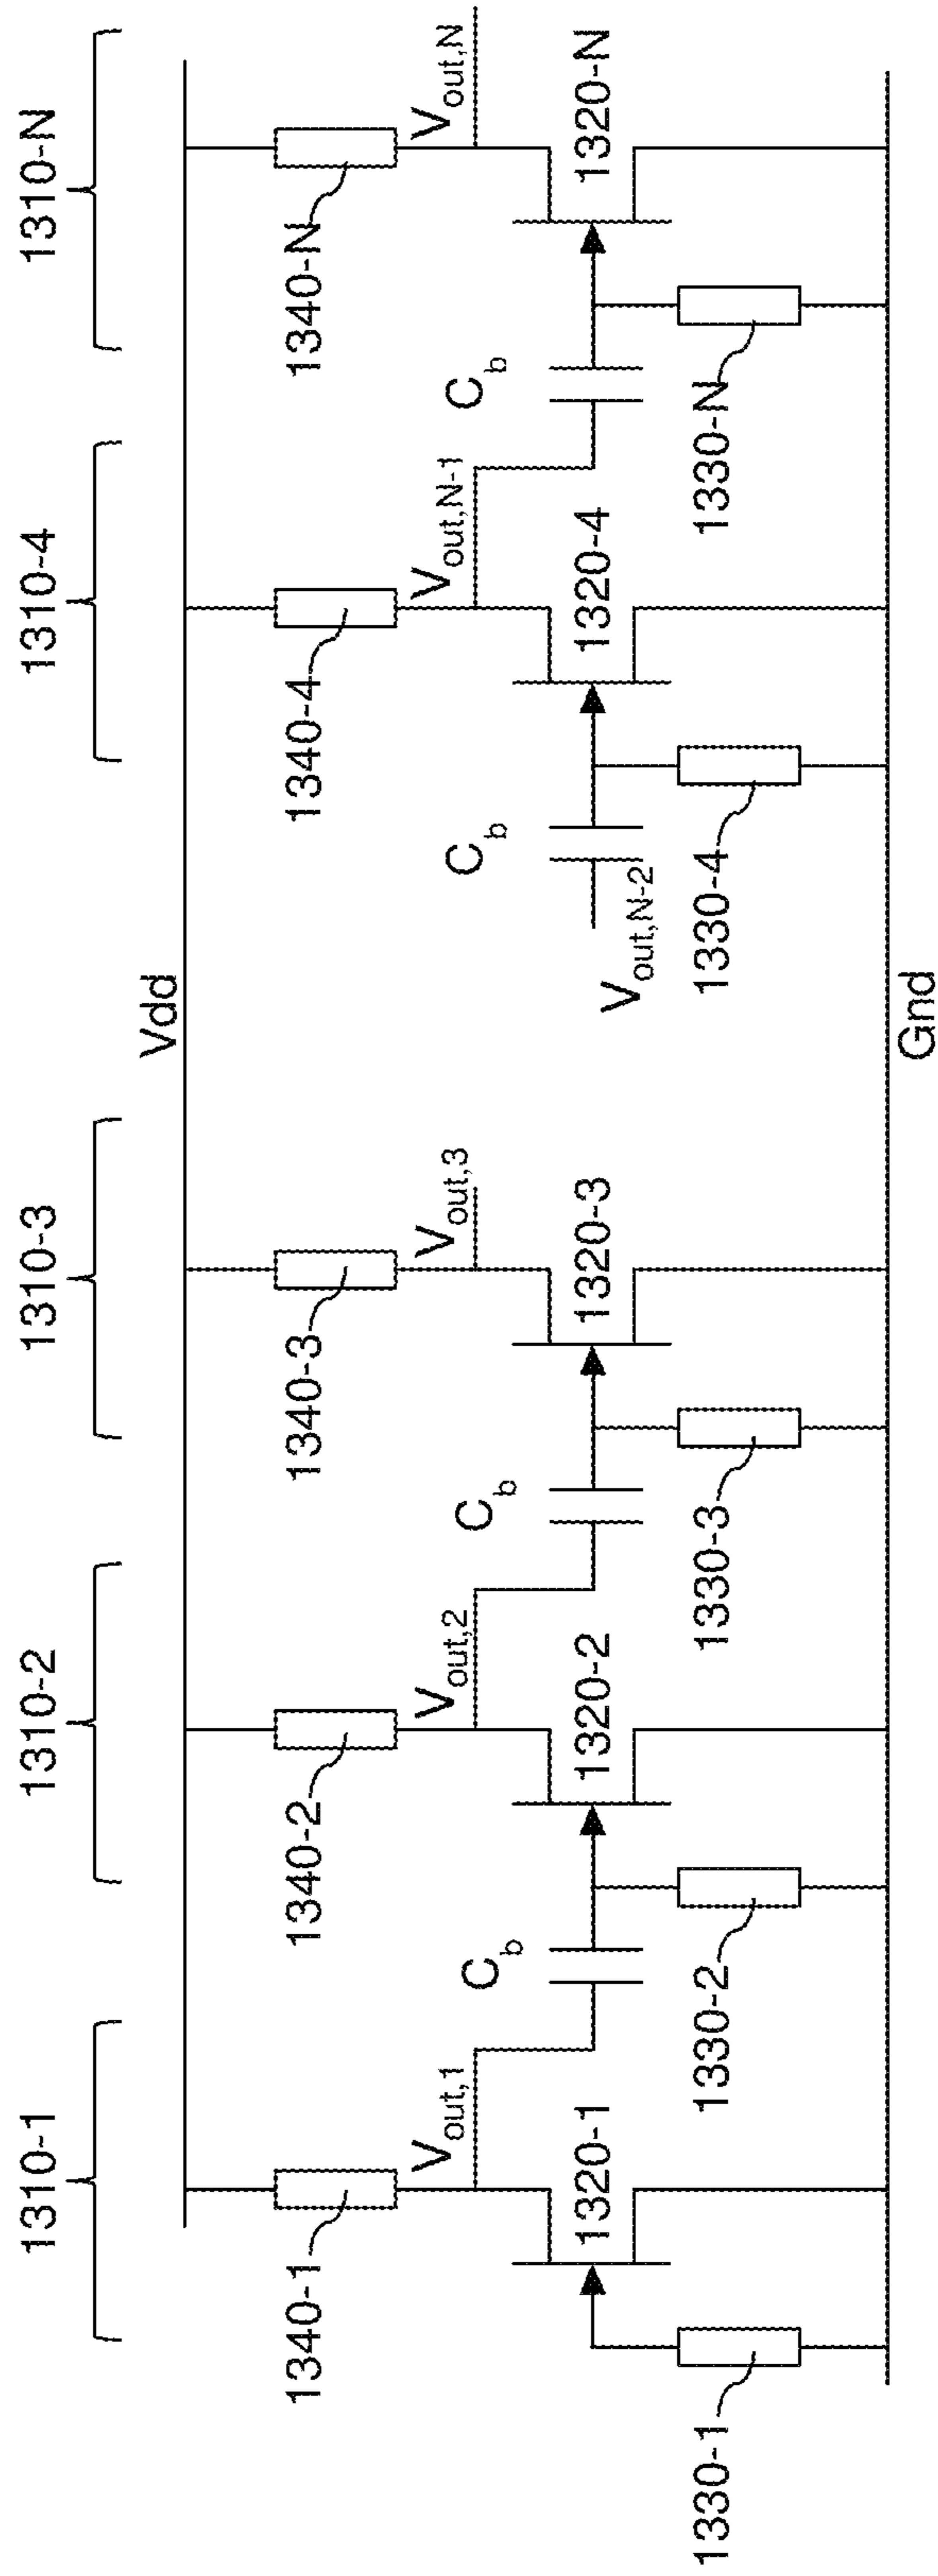 1310-1
1310-2
1310-3
1310-4
1310-N
Vdd
1340-1
1340-2
1340-3
1340-4
1340-N
Vout,1
Vout,2
Vout,3
Vout,N-1
Vout,N
Cb
Cb
Cb
Cb
1320-1
1320-2
1320-3
1320-4
1320-N
Vout,N-2
1330-1
1330-2
1330-3
1330-4
1330-N
Gnd